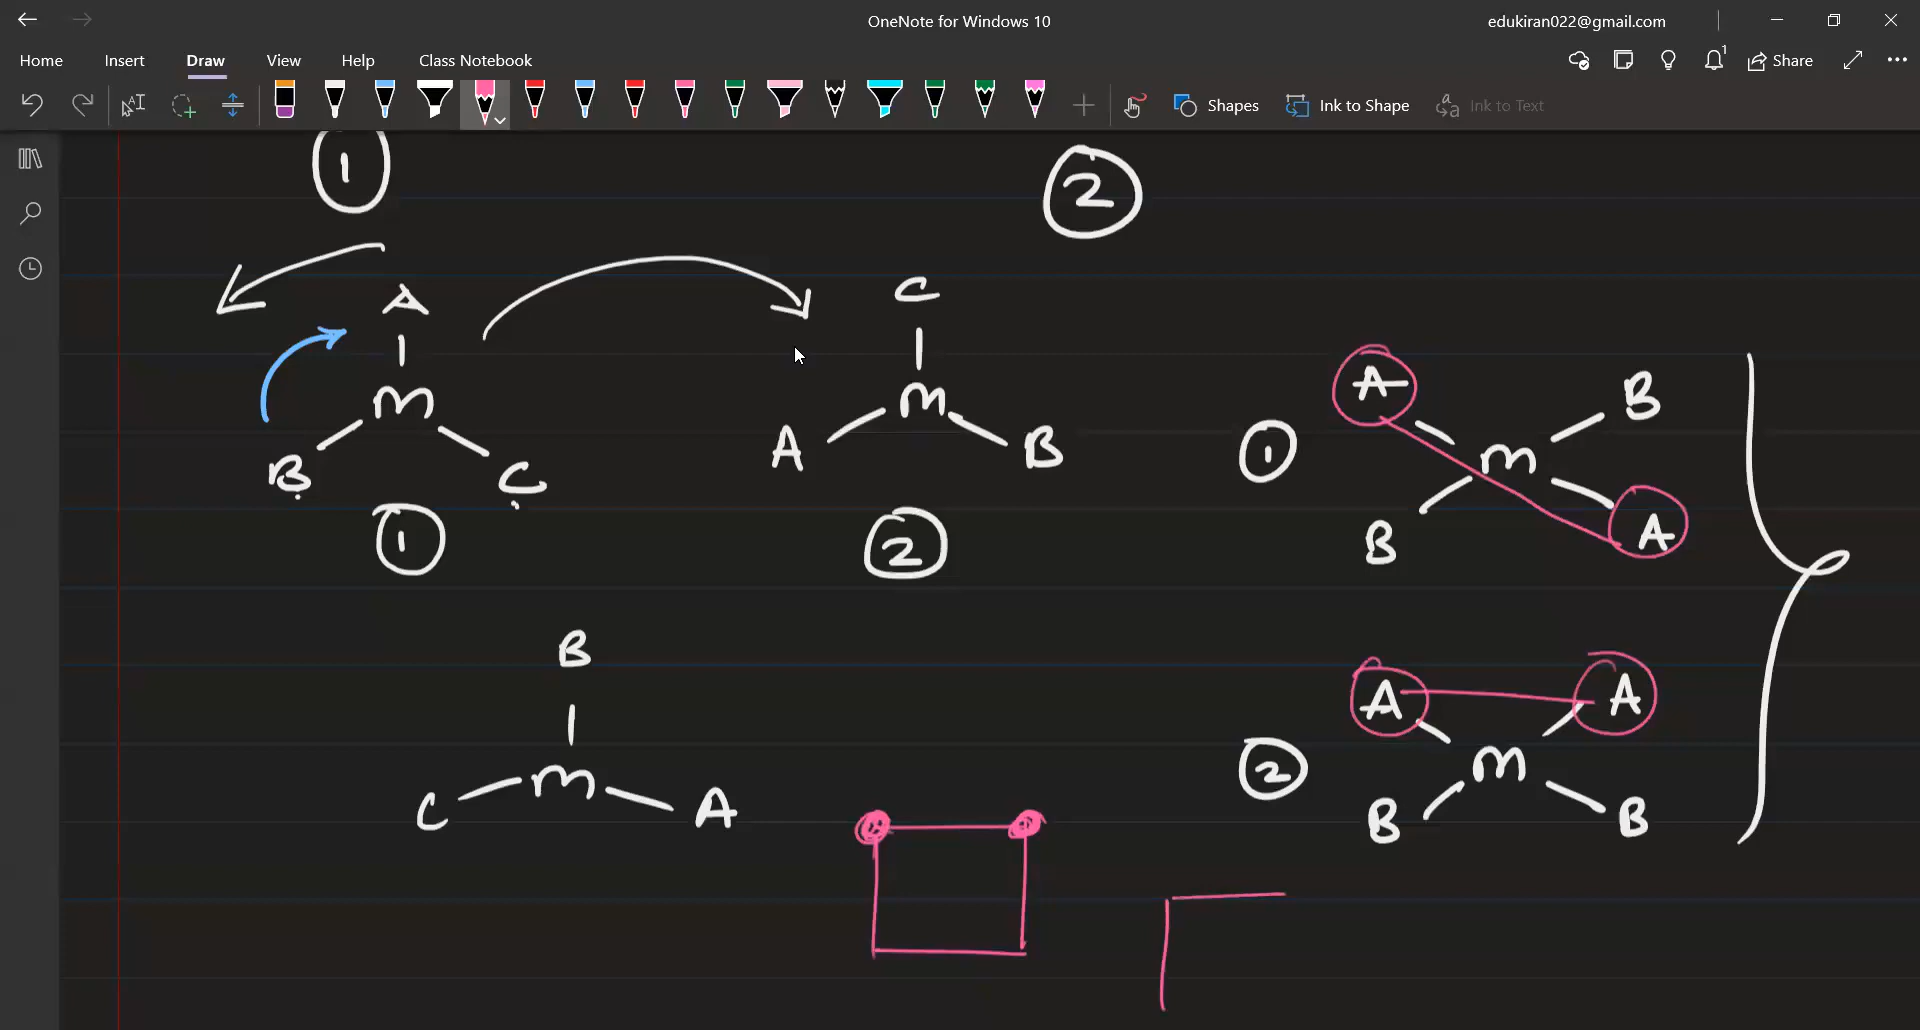 OneNote for Windows 10
edukiran022@gmail.com
Home Insert Draw View Help Class Notebook
1
Share
Shapes
Ink to Shape
Ink to Text
1
2
A
M
B C
1
C
M
A B
2
1
A B
M
B A
B
M
C A
2
A A
M
B B